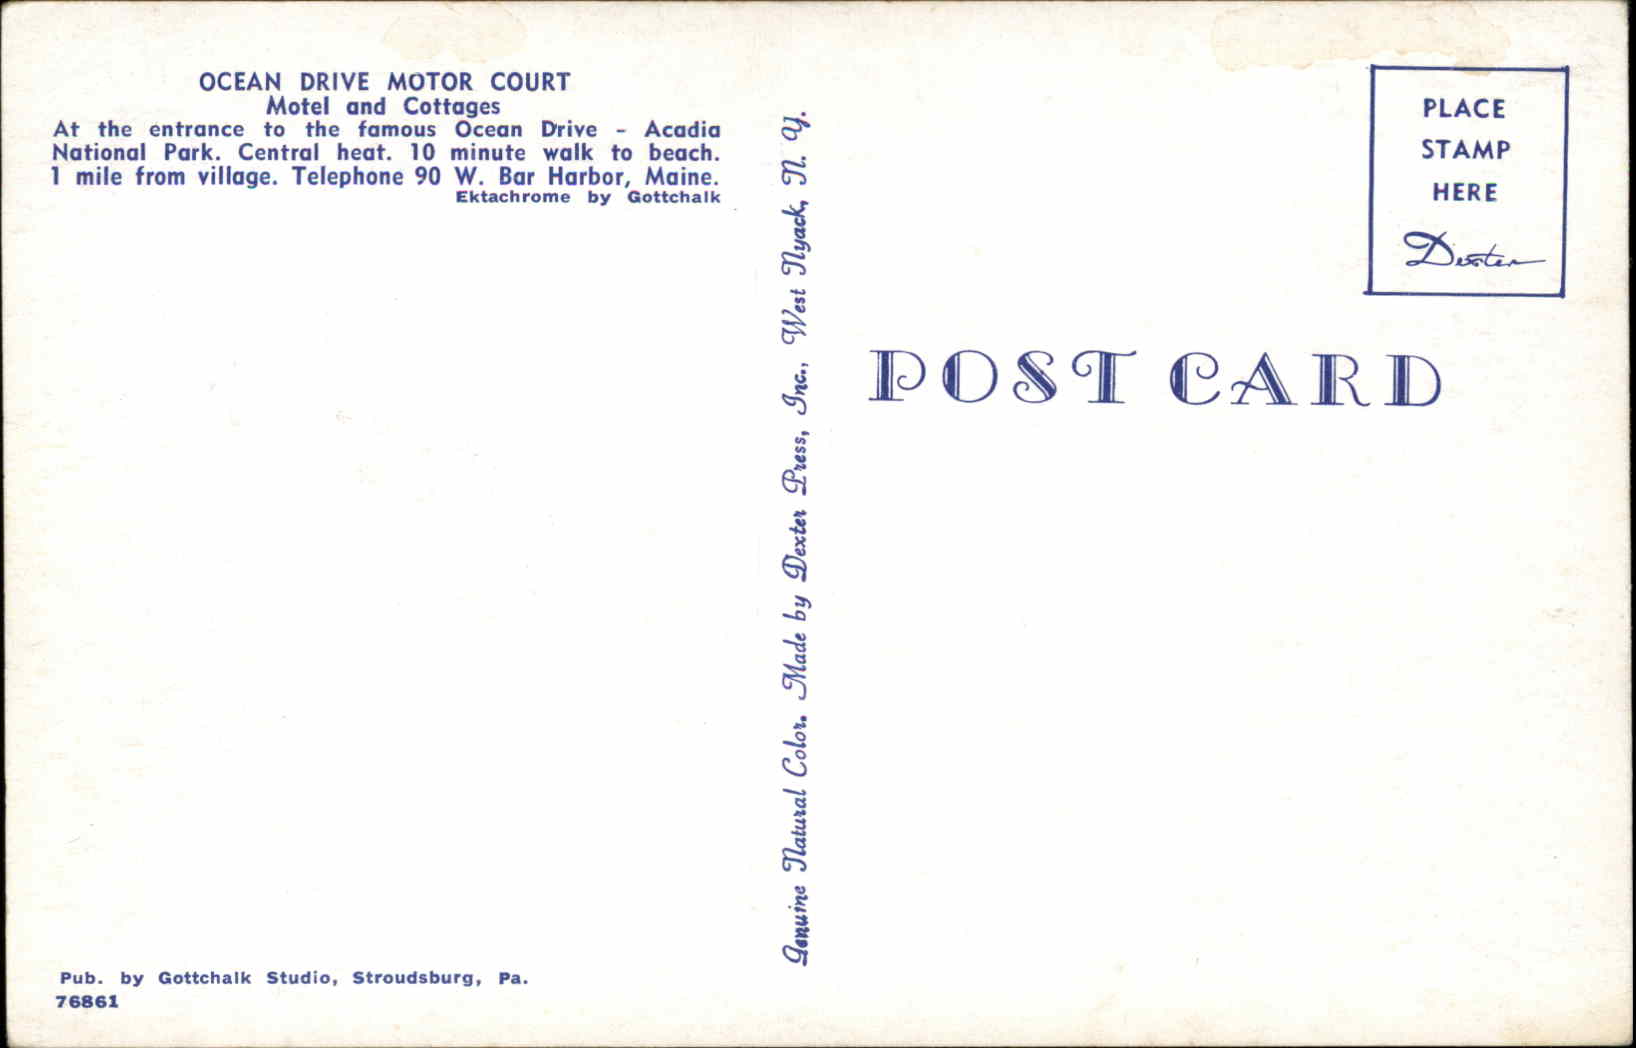 OCEAN DRIVE MOTOR COURT
Motel and Cottages
At the entrance to the famous Ocean Drive - Acadia
National Park. Central heat. 10 minute walk to beach.
1 mile from village. Telephone 90 W. Bar Harbor, Maine.
Ektachrome by Gottchalk
Pub. by Gottchalk Studio, Stroudsburg, Pa.
76861
Genuine Natural Color. Made by Dexter Press, Inc., West Nyack, N. Y.
PLACE
STAMP
HERE
Dexter
POST CARD